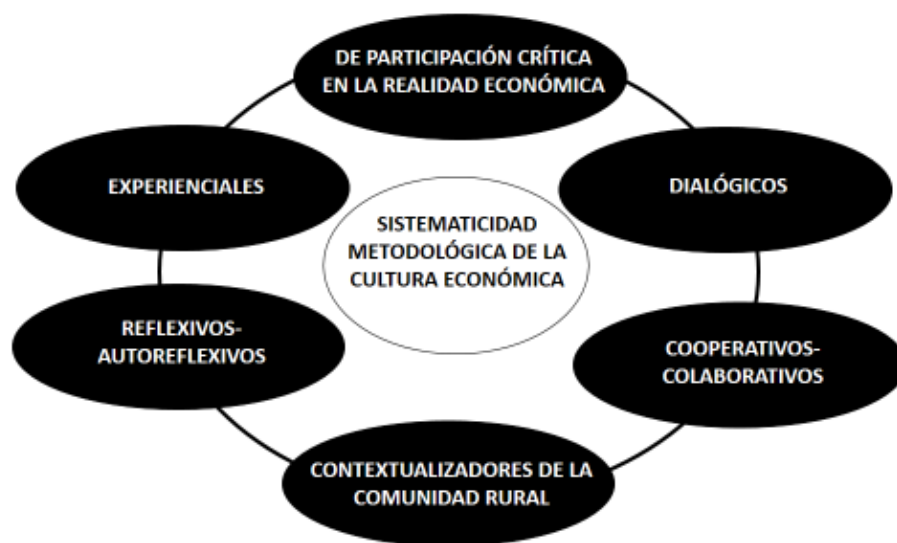 DE PARTICIPACIÓN CRÍTICA
EN LA REALIDAD ECONÓMICA
EXPERIENCIALES
DIALÓGICOS
SISTEMATICIDAD
METODOLÓGICA DE LA
CULTURA ECONÓMICA
REFLEXIVOS-
AUTOREFLEXIVOS
COOPERATIVOS-
COLABORATIVOS
CONTEXTUALIZADORES DE LA
COMUNIDAD RURAL